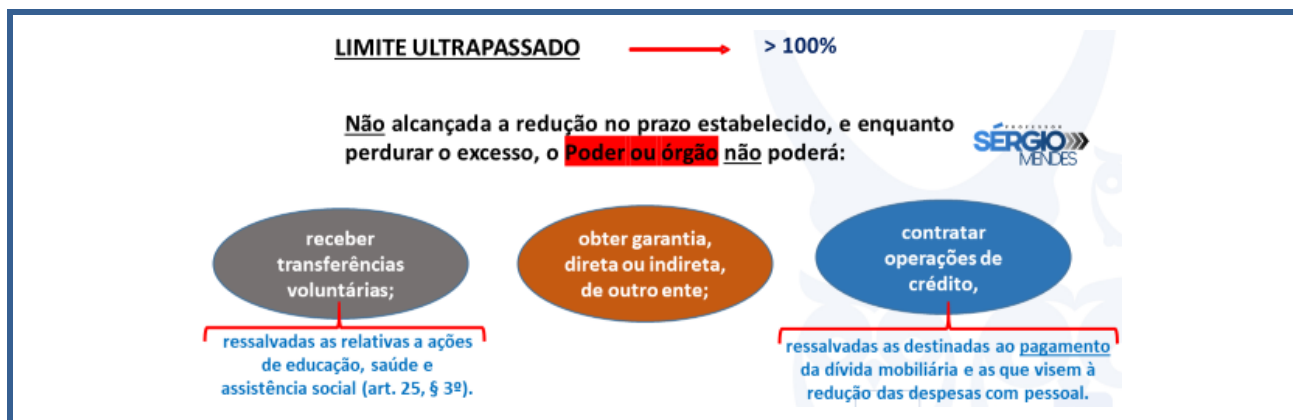 LIMITE ULTRAPASSADO > 100%
Não alcançada a redução no prazo estabelecido, e enquanto
perdurar o excesso, o Poder ou órgão não poderá:
PROFESSOR
SÉRGIO
MENDES
receber
transferências
voluntárias;
obter garantia,
direta ou indireta,
de outro ente;
contratar
operações de
crédito,
ressalvadas as relativas a ações
de educação, saúde e
assistência social (art. 25, § 3º).
ressalvadas as destinadas ao pagamento
da dívida mobiliária e as que visem à
redução das despesas com pessoal.